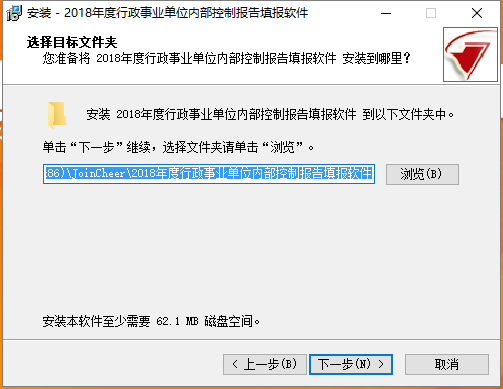 安装 - 2018年度行政事业单位内部控制报告填报软件
选择目标文件夹
您准备将 2018年度行政事业单位内部控制报告填报软件 安装到哪里？
安装 2018年度行政事业单位内部控制报告填报软件 到以下文件夹中。
单击“下一步”继续，选择文件夹请单击“浏览”。
86)\JoinCheer\2018年度行政事业单位内部控制报告填报软件 浏览(B)
安装本软件至少需要 62.1 MB 磁盘空间。
< 上一步(B) 下一步(N) > 取消